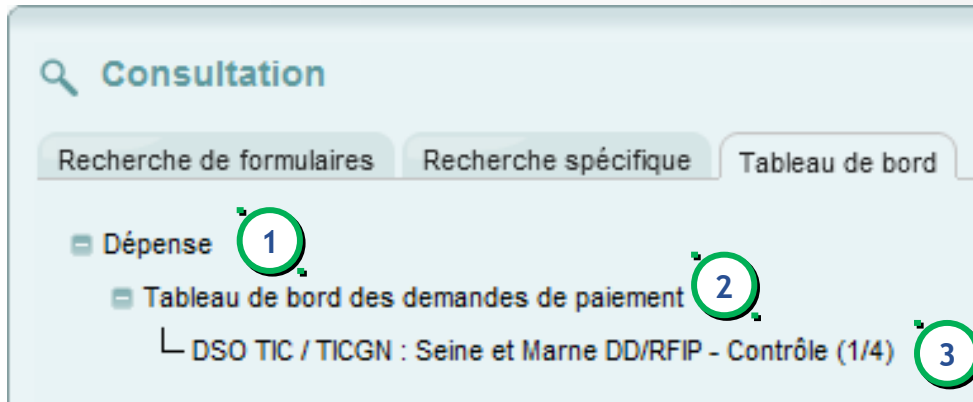 Consultation
Recherche de formulaires Recherche spécifique Tableau de bord
Dépense 1
Tableau de bord des demandes de paiement 2
DSO TIC / TICGN : Seine et Marne DD/RFIP - Contrôle (1/4) 3